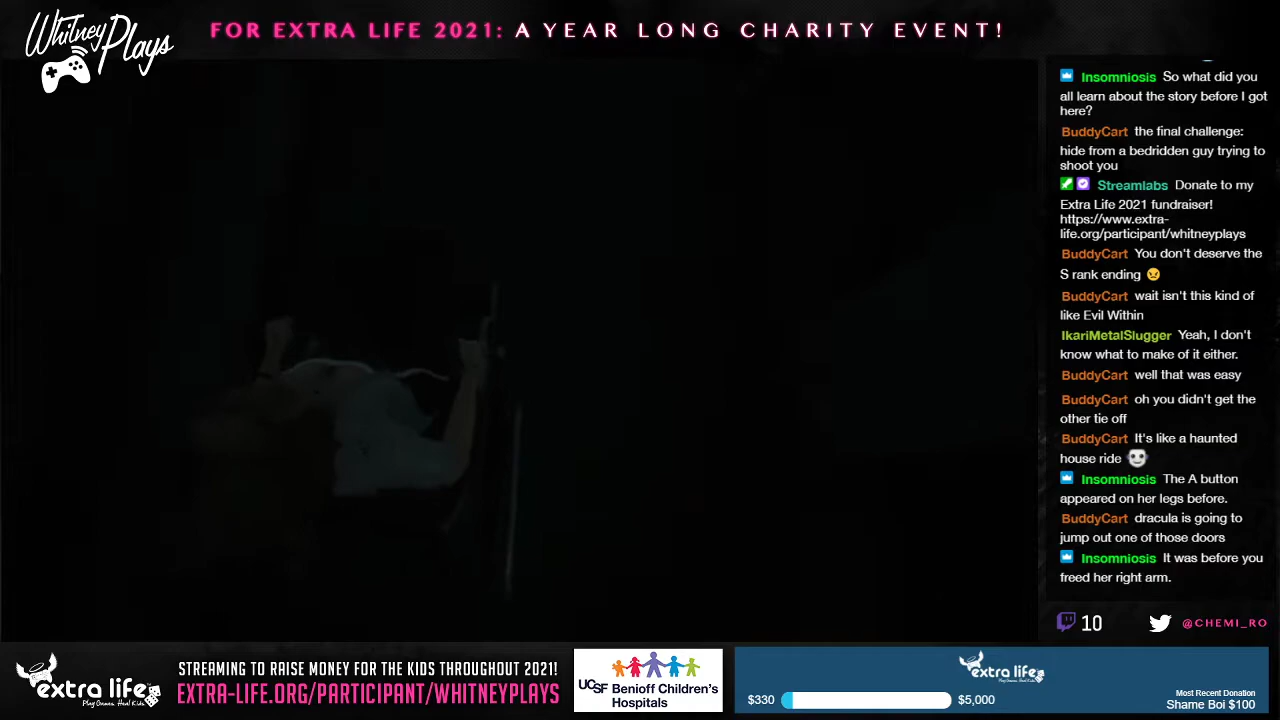 Whitney Plays
FOR EXTRA LIFE 2021: A YEAR LONG CHARITY EVENT!
Insomniosis So what did you
all learn about the story before I got
here?
BuddyCart the final challenge:
hide from a bedridden guy trying to
shoot you
Streamlabs Donate to my
Extra Life 2021 fundraiser!
https://www.extra-
life.org/participant/whitneyplays
BuddyCart You don't deserve the
S rank ending
BuddyCart wait isn't this kind of
like Evil Within
IkariMetalSlugger Yeah, I don't
know what to make of it either.
BuddyCart well that was easy
BuddyCart oh you didn't get the
other tie off
BuddyCart It's like a haunted
house ride
Insomniosis The A button
appeared on her legs before.
BuddyCart dracula is going to
jump out one of those doors
Insomniosis It was before you
freed her right arm.
10 @CHEMI_RO
extra life
Play Games. Heal Kids.
STREAMING TO RAISE MONEY FOR THE KIDS THROUGHOUT 2021!
EXTRA-LIFE.ORG/PARTICIPANT/WHITNEYPLAYS
UCSF Benioff Children's
Hospitals
extra life
Play Games. Heal Kids.
$330 $5,000
Most Recent Donation
Shame Boi $100